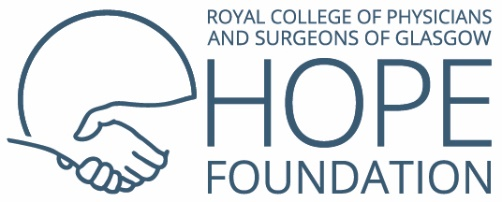 ROYAL COLLEGE OF PHYSICIANS
AND SURGEONS OF GLASGOW
HOPE
FOUNDATION